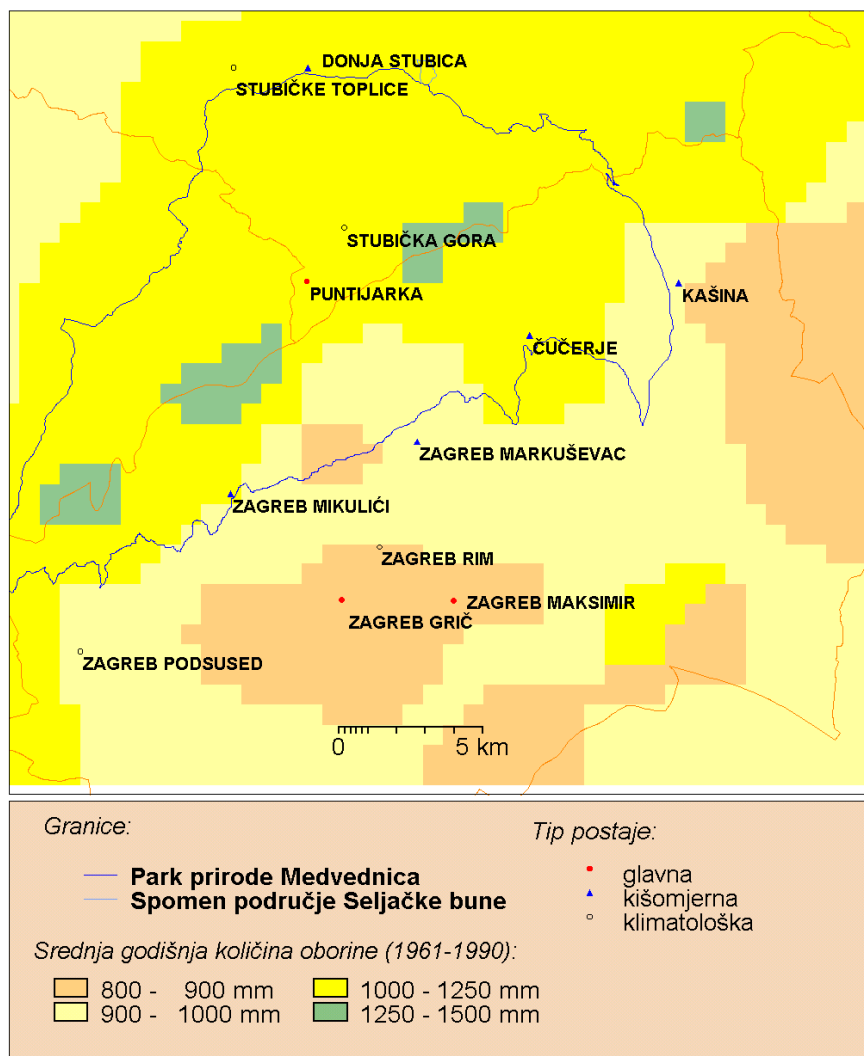 DONJA STUBICA
STUBIČKE TOPLICE
STUBIČKA GORA
PUNTIJARKA
KAŠINA
ČUČERJE
ZAGREB MARKUŠEVAC
ZAGREB MIKULIĆI
ZAGREB RIM
ZAGREB MAKSIMIR
ZAGREB GRIČ
ZAGREB PODSUSED
0 5 km
Granice:
Park prirode Medvednica
Spomen područje Seljačke bune
Tip postaje:
glavna
kišomjerna
klimatološka
Srednja godišnja količina oborine (1961-1990):
800 - 900 mm
900 - 1000 mm
1000 - 1250 mm
1250 - 1500 mm